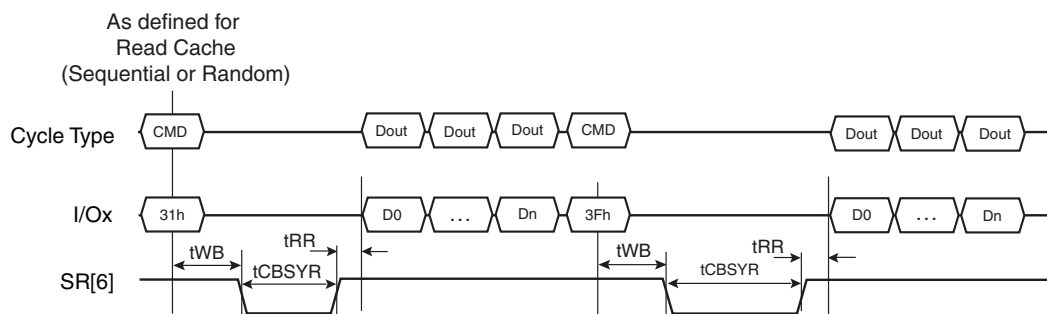 As defined for
Read Cache
(Sequential or Random)
Cycle Type CMD Dout Dout Dout CMD Dout Dout Dout
I/Ox 31h D0 ... Dn 3Fh D0 ... Dn
tWB tRR tWB tRR
SR[6] tCBSYR tCBSYR